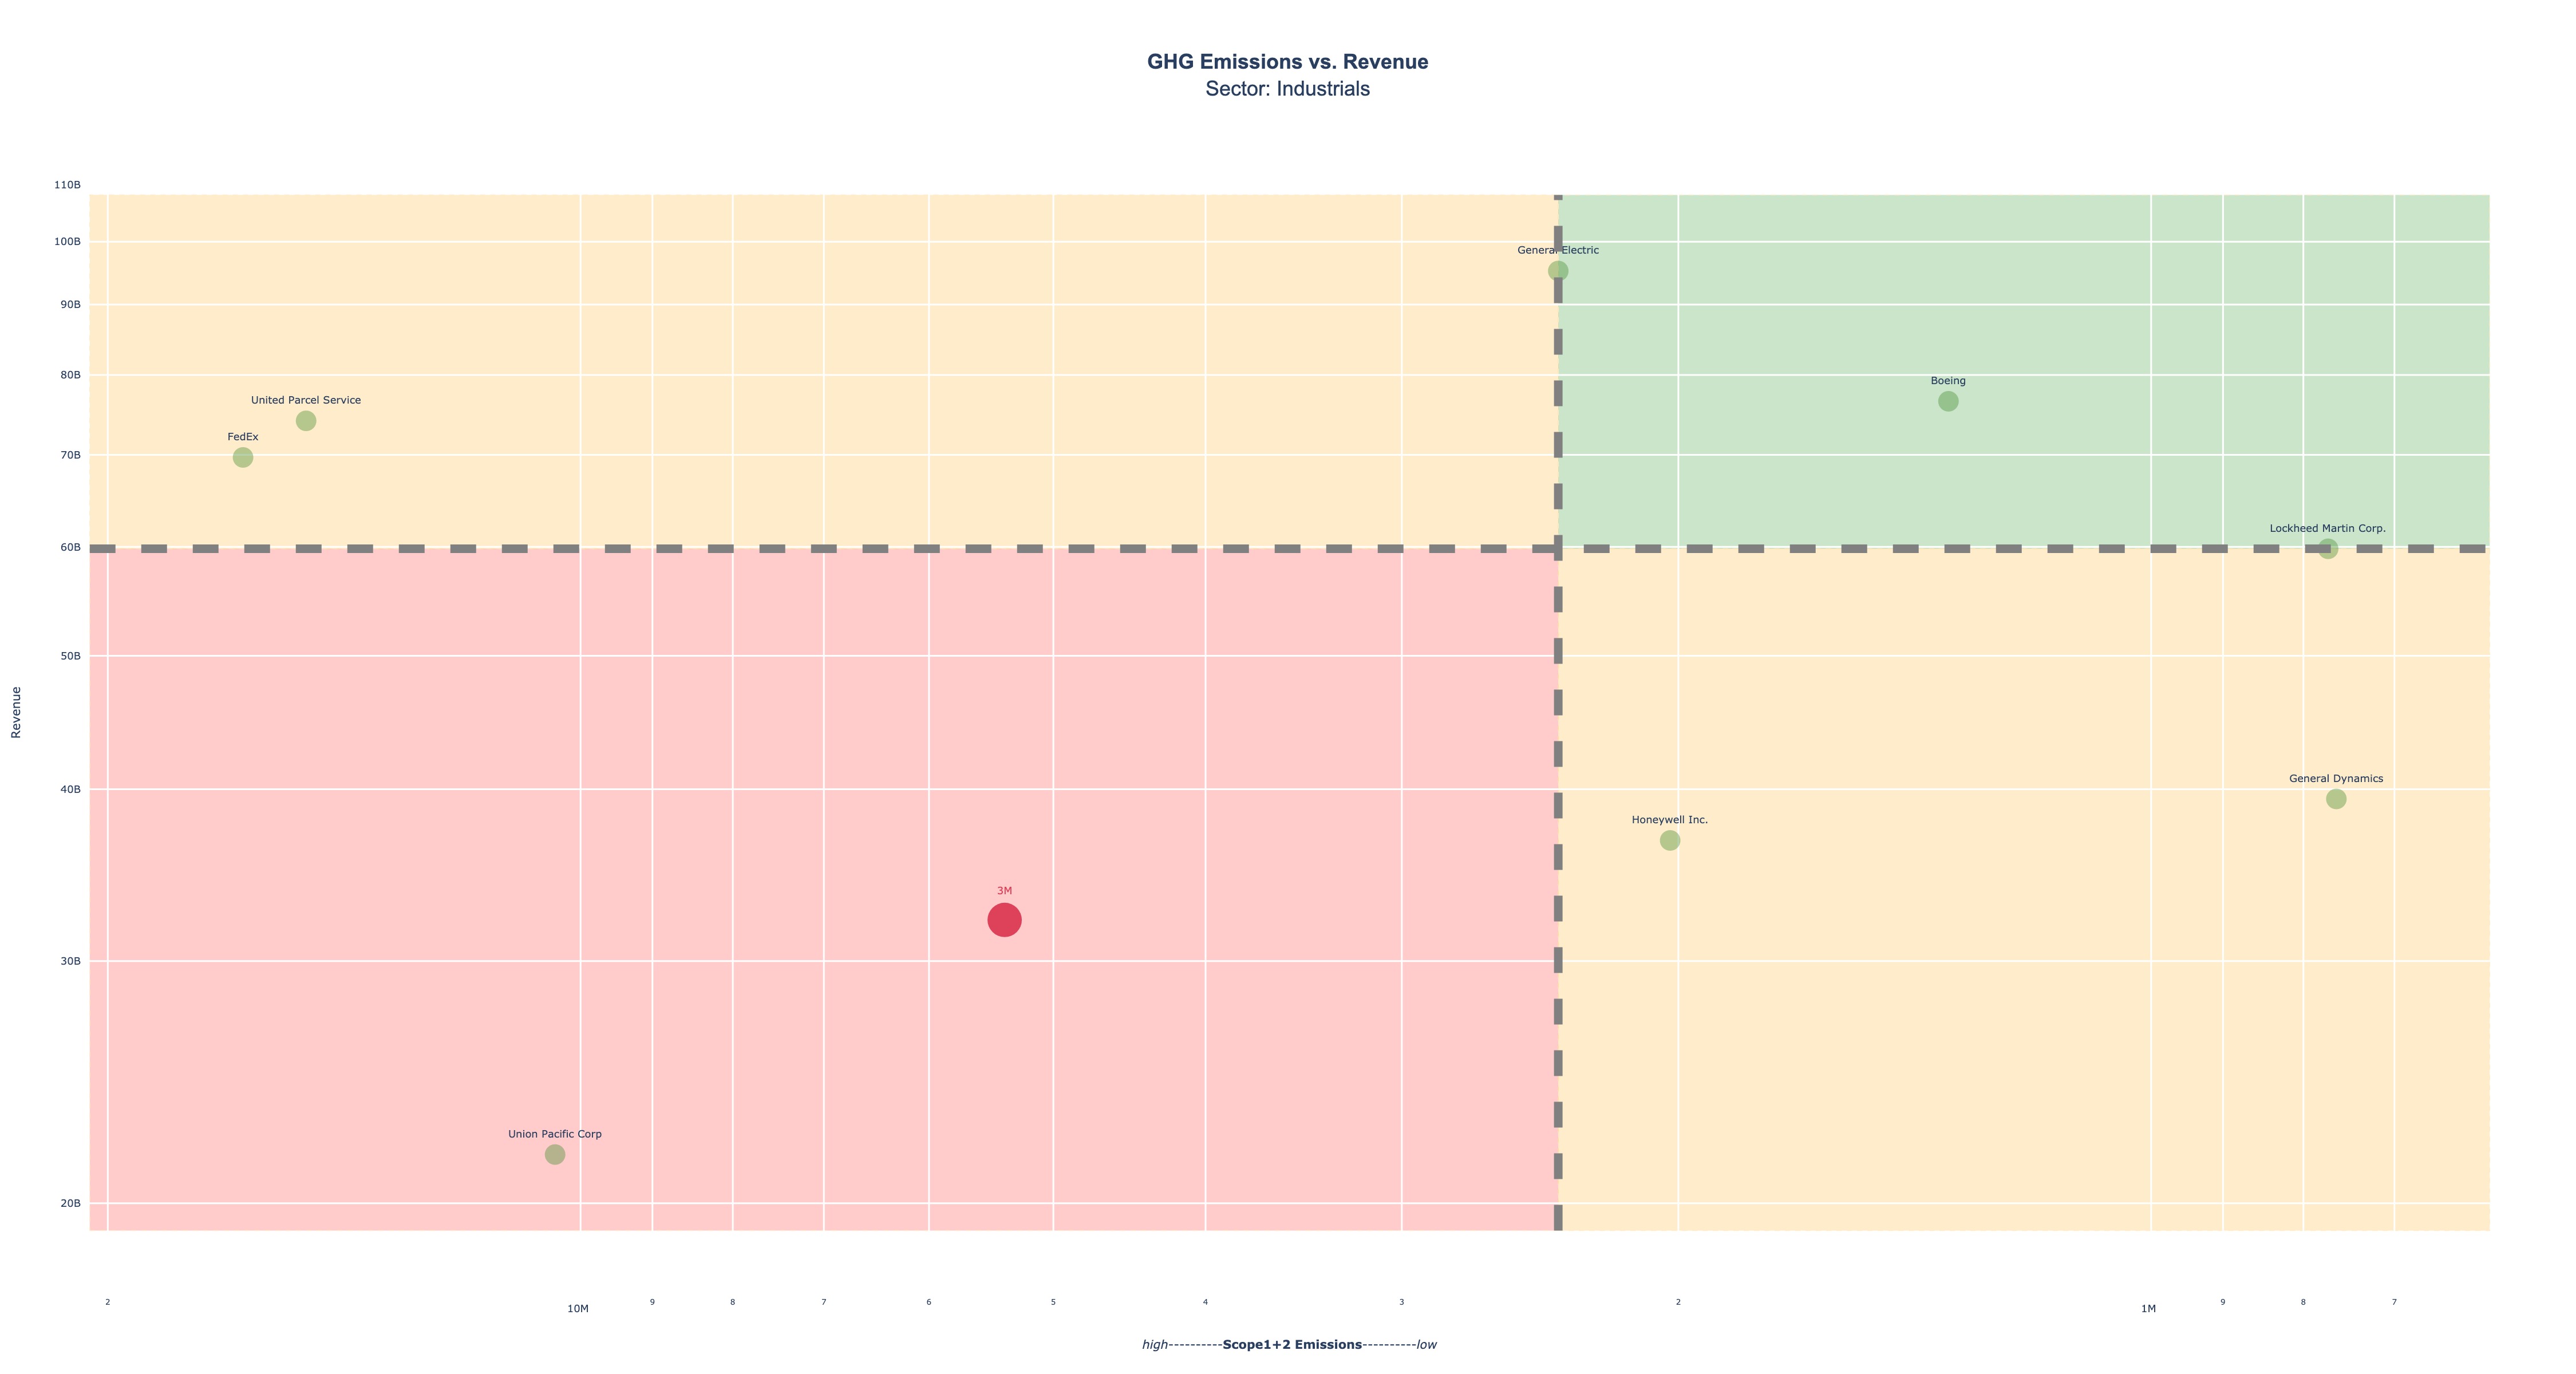 GHG Emissions vs. Revenue
Sector: Industrials
110B
100B
General Electric
90B
Boeing
80B
United Parcel Service
FedEx
70B
Lockheed Martin Corp.
60B
50B
Revenue
General Dynamics
40B
Honeywell Inc.
3M
30B
Union Pacific Corp
20B
2 10M 9 8 7 6 5 4 3 2 1M 9 8 7
high----------Scope1+2 Emissions----------low